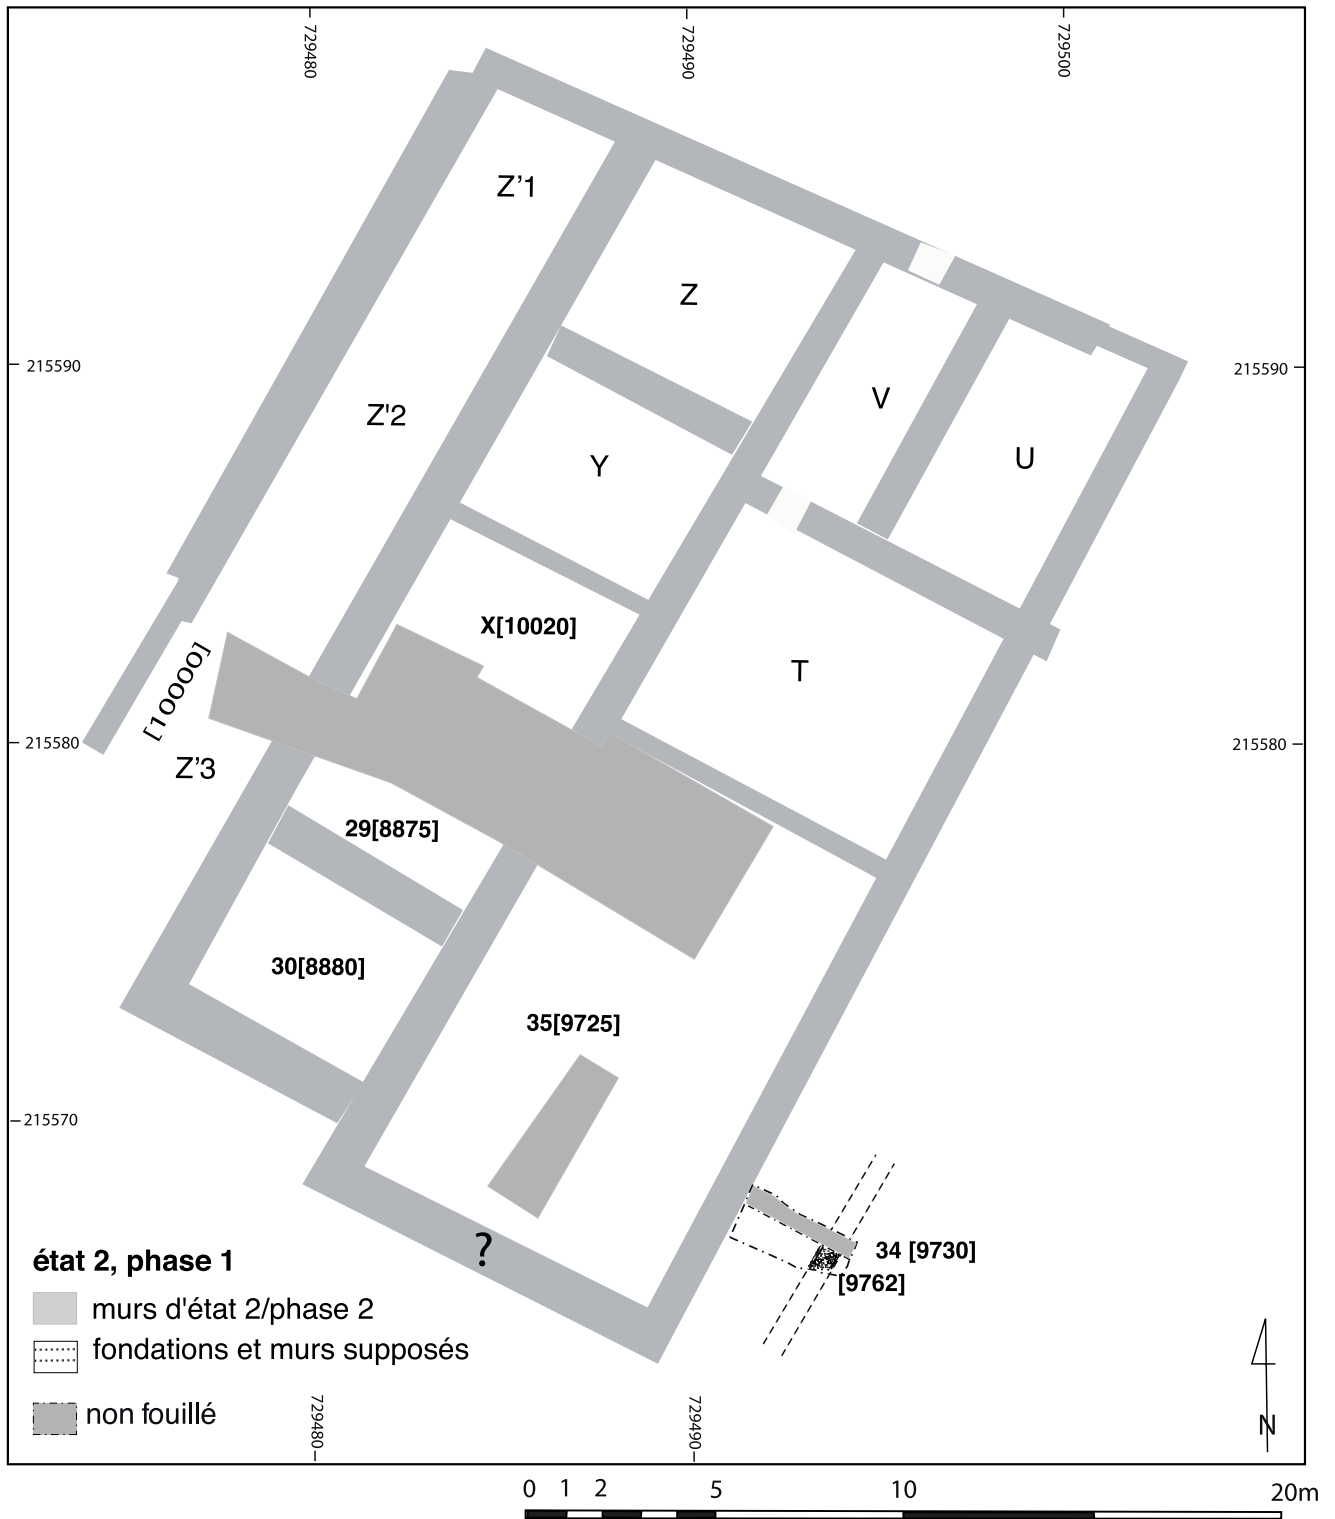 729480
729490
729500
Z’1
Z
215590
215590
V
Z'2
U
Y
X[10020]
T
[10000]
215580
215580
Z’3
29[8875]
30[8880]
35[9725]
215570
?
34 [9730]
[9762]
état 2, phase 1
murs d'état 2/phase 2
fondations et murs supposés
non fouillé
729480
729490
N
0 1 2 5 10 20m